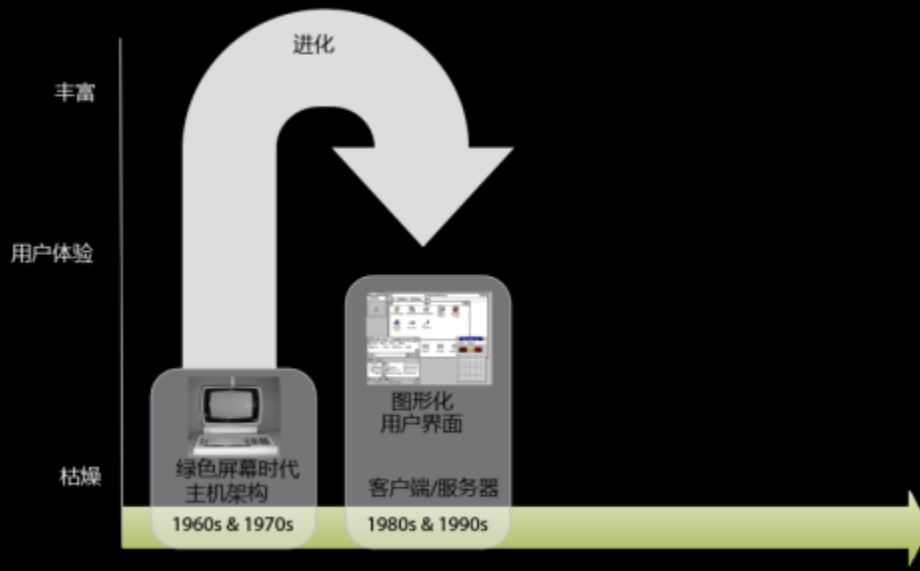 进化
丰富
用户体验
枯燥
绿色屏幕时代
主机架构
1960s & 1970s
图形化
用户界面
客户端/服务器
1980s & 1990s